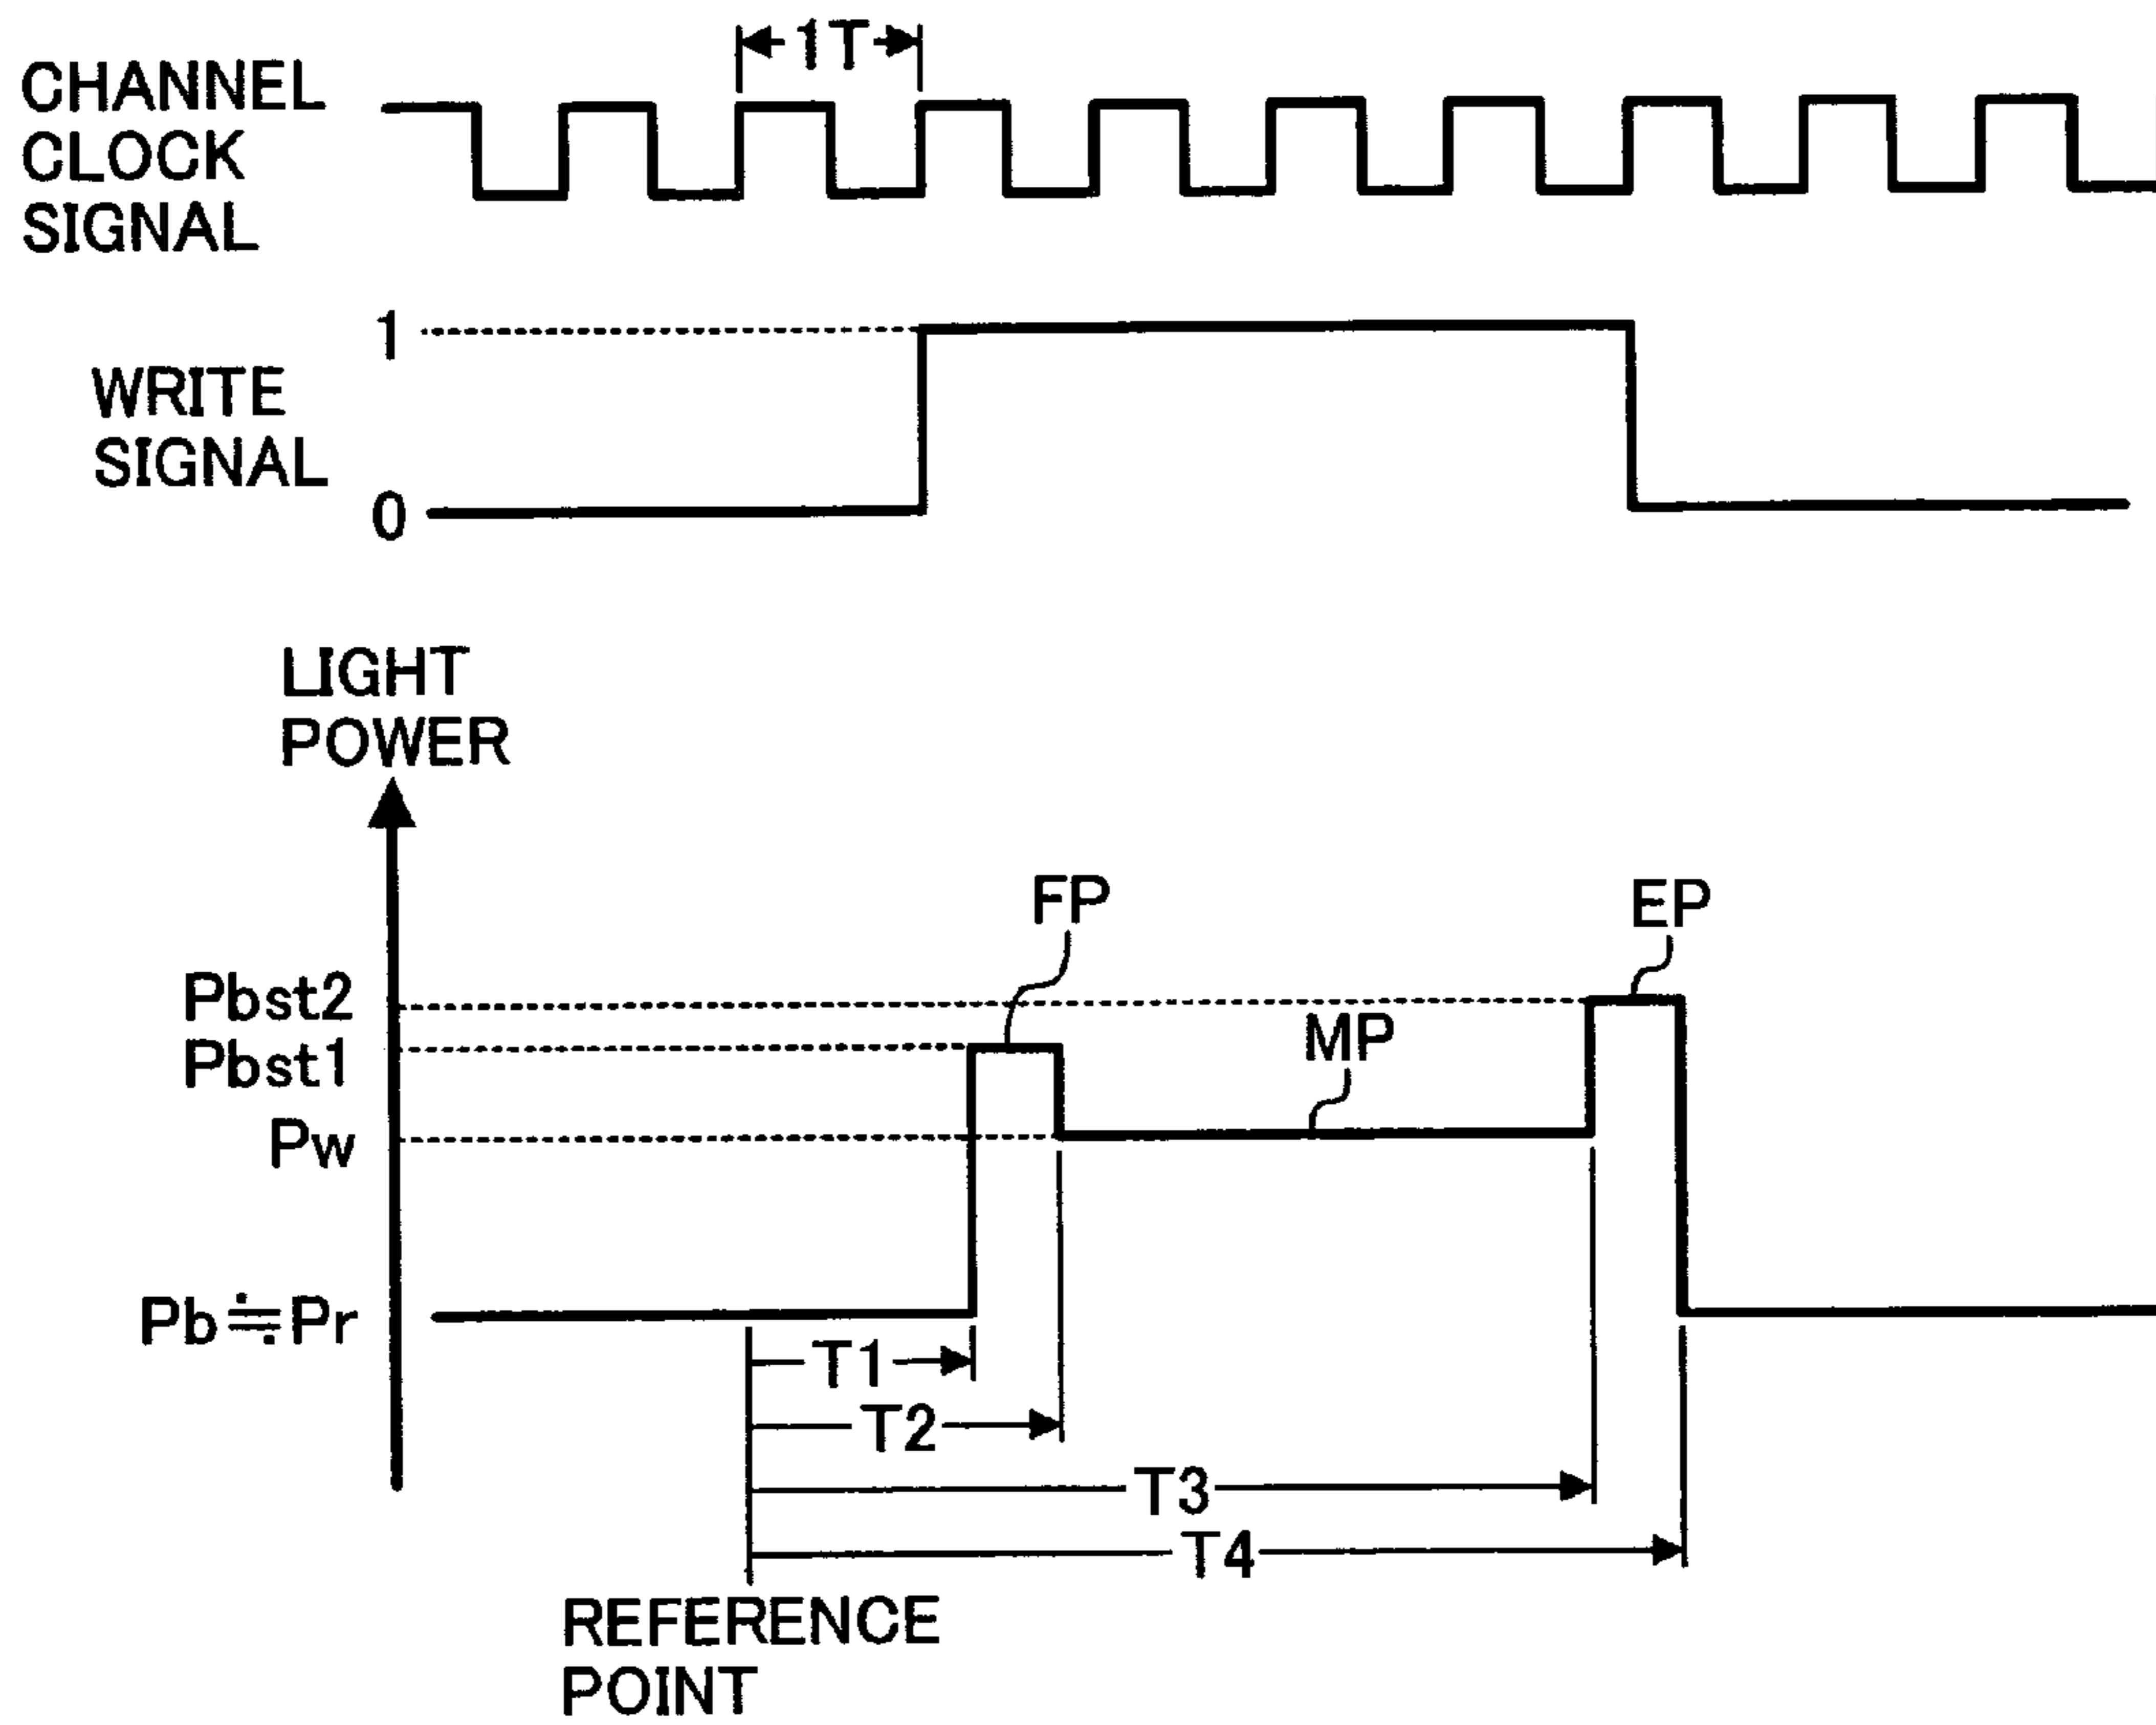 1T
CHANNEL
CLOCK
SIGNAL
1
WRITE
SIGNAL
0
LIGHT
POWER
FP
EP
Pbst2
MP
Pbst1
Pw
Pb≒Pr
T1
T2
T3
T4
REFERENCE
POINT